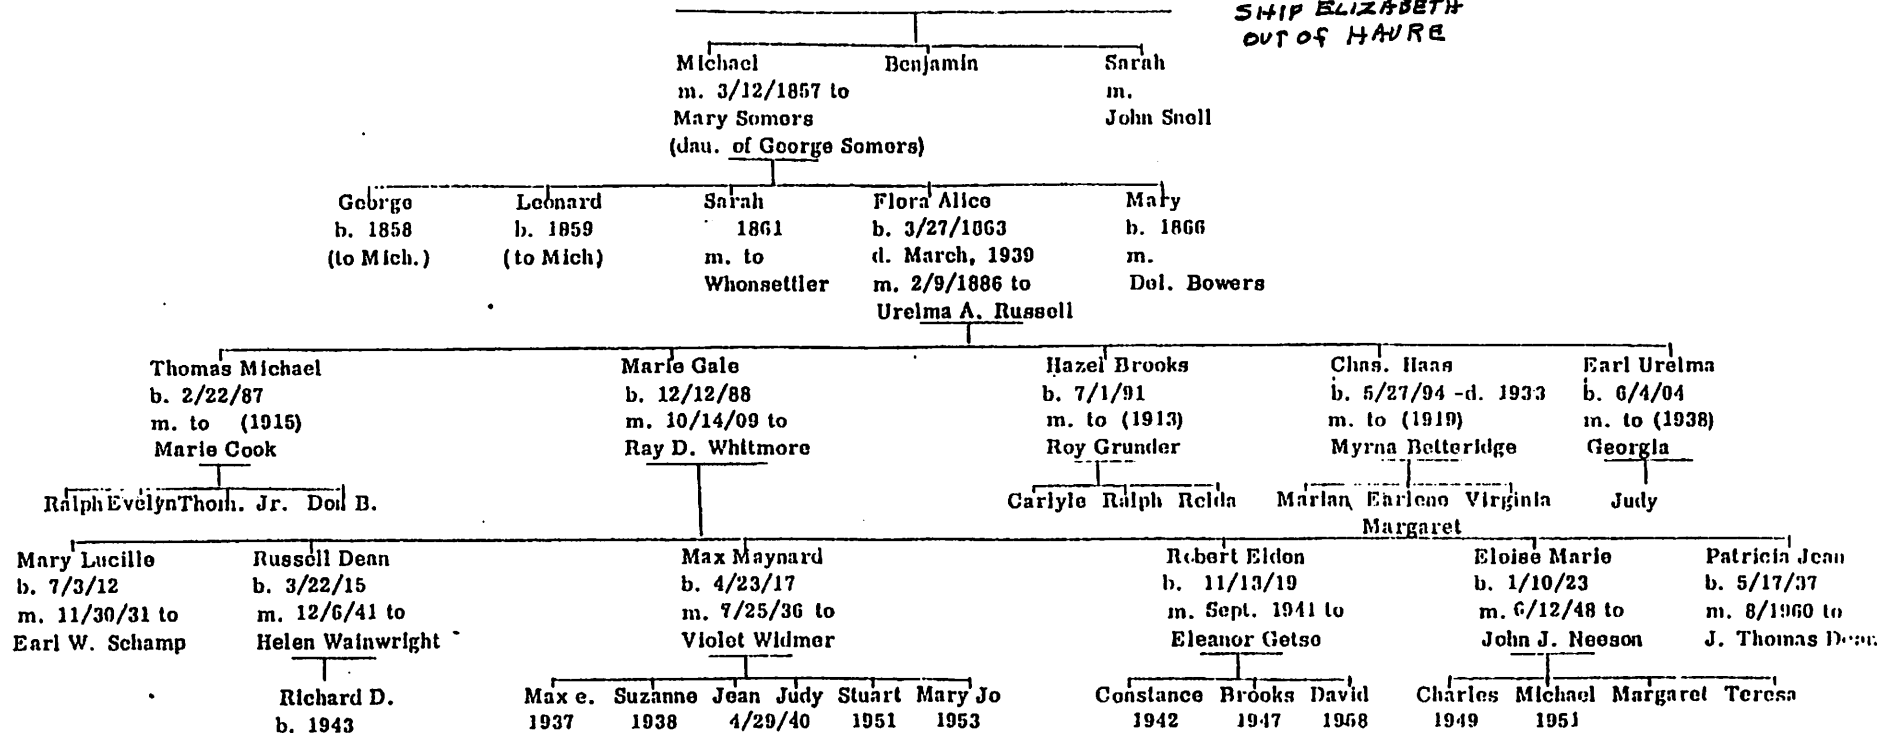 SHIP ELIZABETH
OUT OF HAVRE
Michael Benjamin Sarah
m. 3/12/1857 to m.
Mary Somers John Snell
(dau. of George Somers)
George Leonard Sarah Flora Alice Mary
b. 1858 b. 1859 1861 b. 3/27/1863 b. 1866
(to Mich.) (to Mich) m. to d. March, 1939 m.
Whonsettler m. 2/9/1886 to Del. Bowers
Urelma A. Russell
Thomas Michael Marie Gale Hazel Brooks Chas. Haas Earl Urelma
b. 2/22/87 b. 12/12/88 b. 7/1/91 b. 5/27/94 -d. 1933 b. 6/4/04
m. to (1915) m. 10/14/09 to m. to (1913) m. to (1919) m. to (1938)
Marie Cook Ray D. Whitmore Roy Grunder Myrna Betteridge Georgia
Ralph Evelyn Thom. Jr. Don B. Carlyle Ralph Relda Marian Earlene Virginia Judy
Margaret
Mary Lucille Russell Dean Max Maynard Robert Eldon Eloise Marie Patricia Jean
b. 7/3/12 b. 3/22/15 b. 4/23/17 b. 11/13/19 b. 1/10/23 b. 5/17/37
m. 11/30/31 to m. 12/6/41 to m. 7/25/36 to m. Sept. 1941 to m. 6/12/48 to m. 8/1960 to
Earl W. Schamp Helen Wainwright Violet Widmer Eleanor Getso John J. Neeson J. Thomas
Richard D. Max e. Suzanne Jean Judy Stuart Mary Jo Constance Brooks David Charles Michael Margaret Teresa
b. 1943 1937 1938 4/29/40 1951 1953 1942 1947 1949 1951